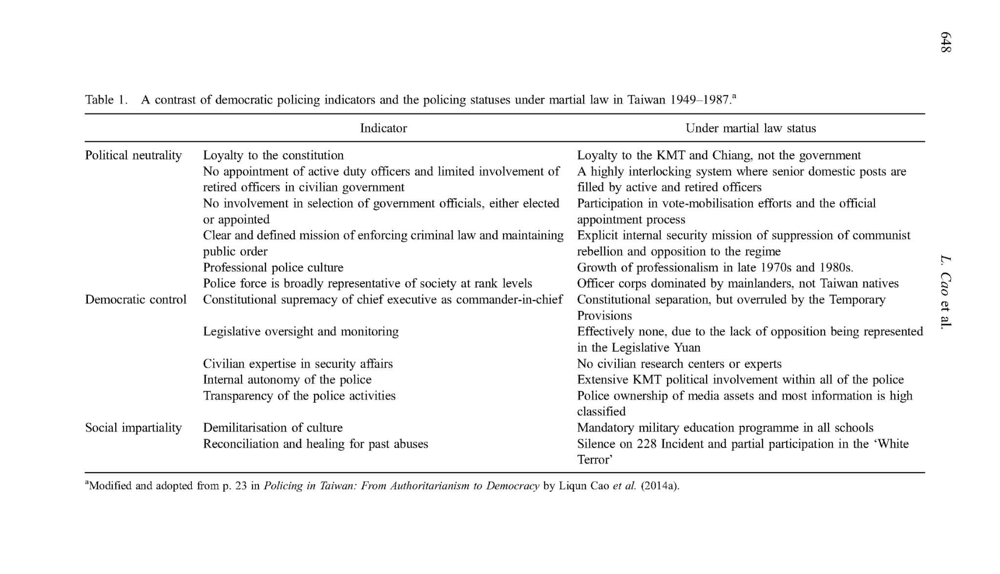 648
Table 1. A contrast of democratic policing indicators and the policing statuses under martial law in Taiwan 1949–1987.a
Indicator Under martial law status
Political neutrality Loyalty to the constitution Loyalty to the KMT and Chiang, not the government
No appointment of active duty officers and limited involvement of A highly interlocking system where senior domestic posts are
retired officers in civilian government filled by active and retired officers
No involvement in selection of government officials, either elected Participation in vote-mobilisation efforts and the official
or appointed appointment process
Clear and defined mission of enforcing criminal law and maintaining Explicit internal security mission of suppression of communist
public order rebellion and opposition to the regime
Professional police culture Growth of professionalism in late 1970s and 1980s.
Police force is broadly representative of society at rank levels Officer corps dominated by mainlanders, not Taiwan natives
Democratic control Constitutional supremacy of chief executive as commander-in-chief Constitutional separation, but overruled by the Temporary
Provisions
Legislative oversight and monitoring Effectively none, due to the lack of opposition being represented
in the Legislative Yuan
Civilian expertise in security affairs No civilian research centers or experts
Internal autonomy of the police Extensive KMT political involvement within all of the police
Transparency of the police activities Police ownership of media assets and most information is high
classified
Social impartiality Demilitarisation of culture Mandatory military education programme in all schools
Reconciliation and healing for past abuses Silence on 228 Incident and partial participation in the ‘White
Terror’
aModified and adopted from p. 23 in Policing in Taiwan: From Authoritarianism to Democracy by Liqun Cao et al. (2014a).
L. Cao et al.